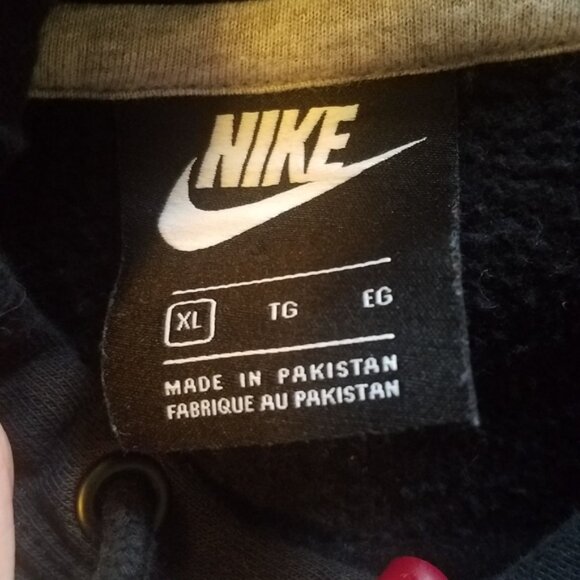 NIKE
XL TG EG
MADE IN PAKISTAN
FABRIQUE AU PAKISTAN